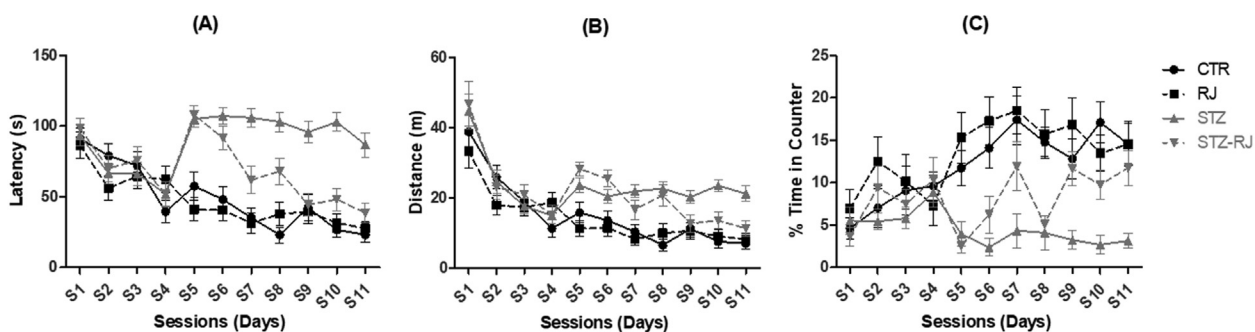 (A)
(B)
(C)
150
100
50
0
Latency (s)
S1 S2 S3 S4 S5 S6 S7 S8 S9 S10 S11
Sessions (Days)
60
40
20
0
Distance (m)
S1 S2 S3 S4 S5 S6 S7 S8 S9 S10 S11
Sessions (Days)
25
20
15
10
5
0
% Time in Counter
S1 S2 S3 S4 S5 S6 S7 S8 S9 S10 S11
Sessions (Days)
CTR
RJ
STZ
STZ-RJ